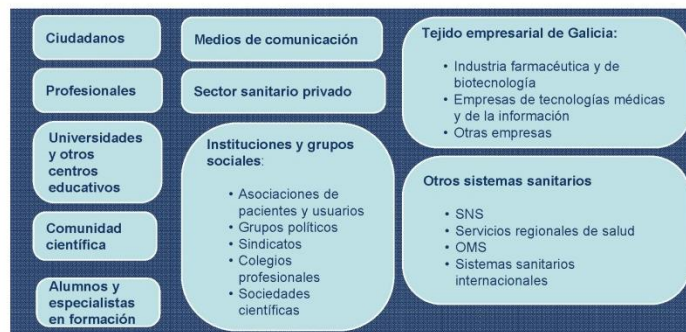 Ciudadanos
Profesionales
Universidades
y otros
centros
educativos
Comunidad
científica
Alumnos y
especialistas
en formación
Medios de comunicación
Sector sanitario privado
Instituciones y grupos
sociales:
• Asociaciones de
pacientes y usuarios
• Grupos políticos
• Sindicatos
• Colegios
profesionales
• Sociedades
científicas
Tejido empresarial de Galicia:
• Industria farmacéutica y de
biotecnología
• Empresas de tecnologías médicas
y de la información
• Otras empresas
Otros sistemas sanitarios
• SNS
• Servicios regionales de salud
• OMS
• Sistemas sanitarios
internacionales